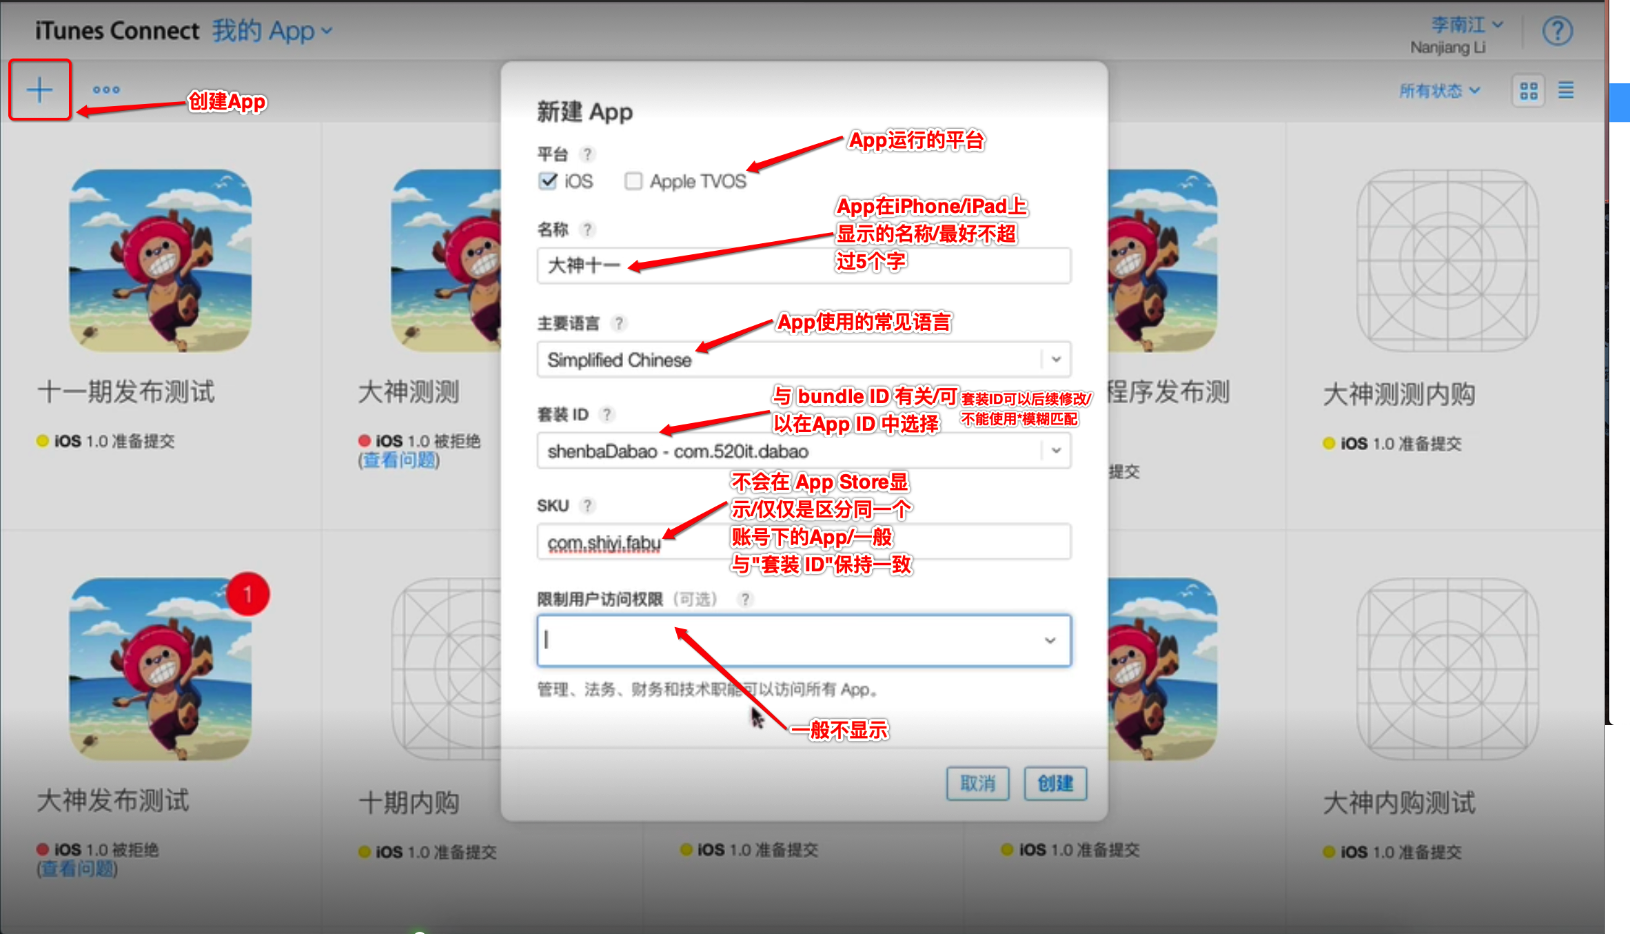 iTunes Connect 我的 App
李南江
Nanjiang Li
?
创建App
所有状态
新建 App
平台 ?
App运行的平台
iOS
Apple TVOS
App在iPhone/iPad上
显示的名称/最好不超
过5个字
名称 ?
大神十一
主要语言 ?
App使用的常见语言
Simplified Chinese
套装 ID ?
与 bundle ID 有关/可
以在App ID 中选择
套装ID可以后续修改/
不能使用*模糊匹配
shenbaDabao - com.520it.dabao
SKU ?
不会在 App Store显
示/仅仅是区分同一个
账号下的App/一般
与"套装 ID"保持一致
com.shiyi.fabu
限制用户访问权限 (可选) ?
管理、法务、财务和技术职能可以访问所有 App。
一般不显示
取消
创建
十一期发布测试
iOS 1.0 准备提交
大神测测
iOS 1.0 被拒绝
(查看问题)
程序发布测
提交
大神测测内购
iOS 1.0 准备提交
1
大神发布测试
iOS 1.0 被拒绝
(查看问题)
十期内购
iOS 1.0 准备提交
iOS 1.0 准备提交
iOS 1.0 准备提交
大神内购测试
iOS 1.0 准备提交